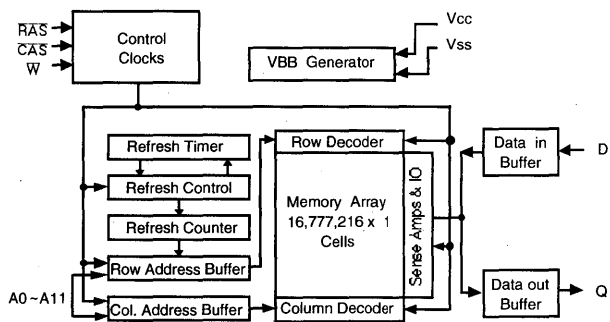 RAS
CAS
W
Control
Clocks
Vcc
Vss
VBB Generator
Refresh Timer
Refresh Control
Refresh Counter
Row Address Buffer
Col. Address Buffer
A0~A11
Row Decoder
Memory Array
16,777,216 x 1
Cells
Column Decoder
Sense Amps & IO
Data in
Buffer
D
Data out
Buffer
Q